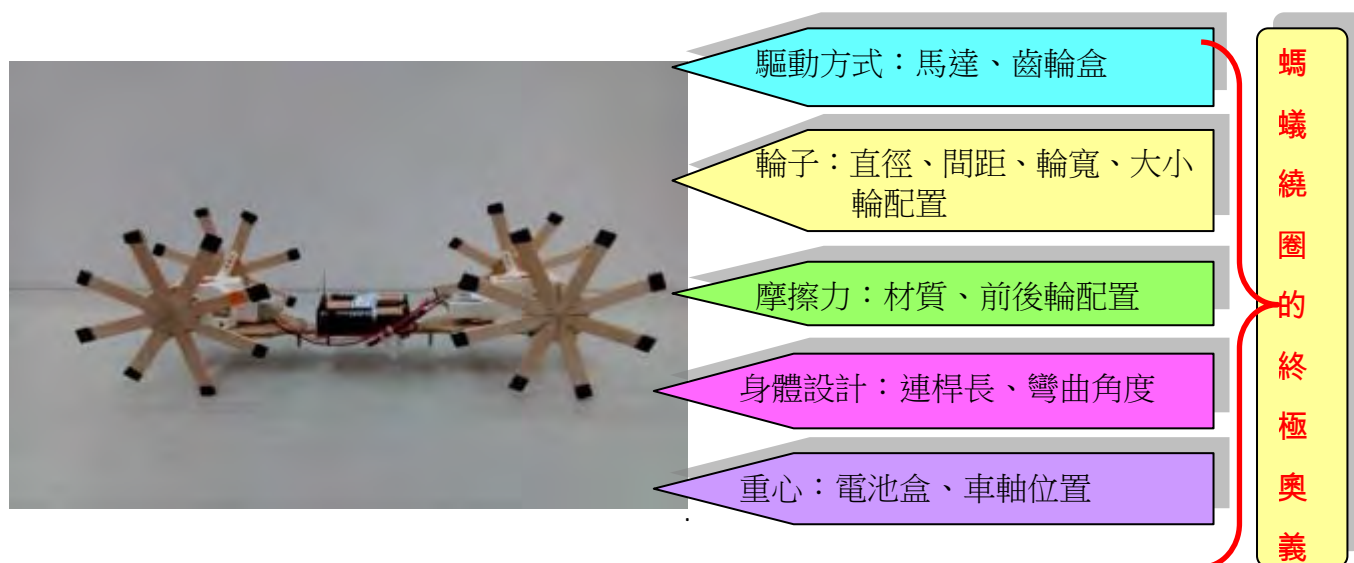 驅動方式：馬達、齒輪盒
輪子：直徑、間距、輪寬、大小
輪配置
摩擦力：材質、前後輪配置
身體設計：連桿長、彎曲角度
重心：電池盒、車軸位置
螞蟻繞圈的終極奧義